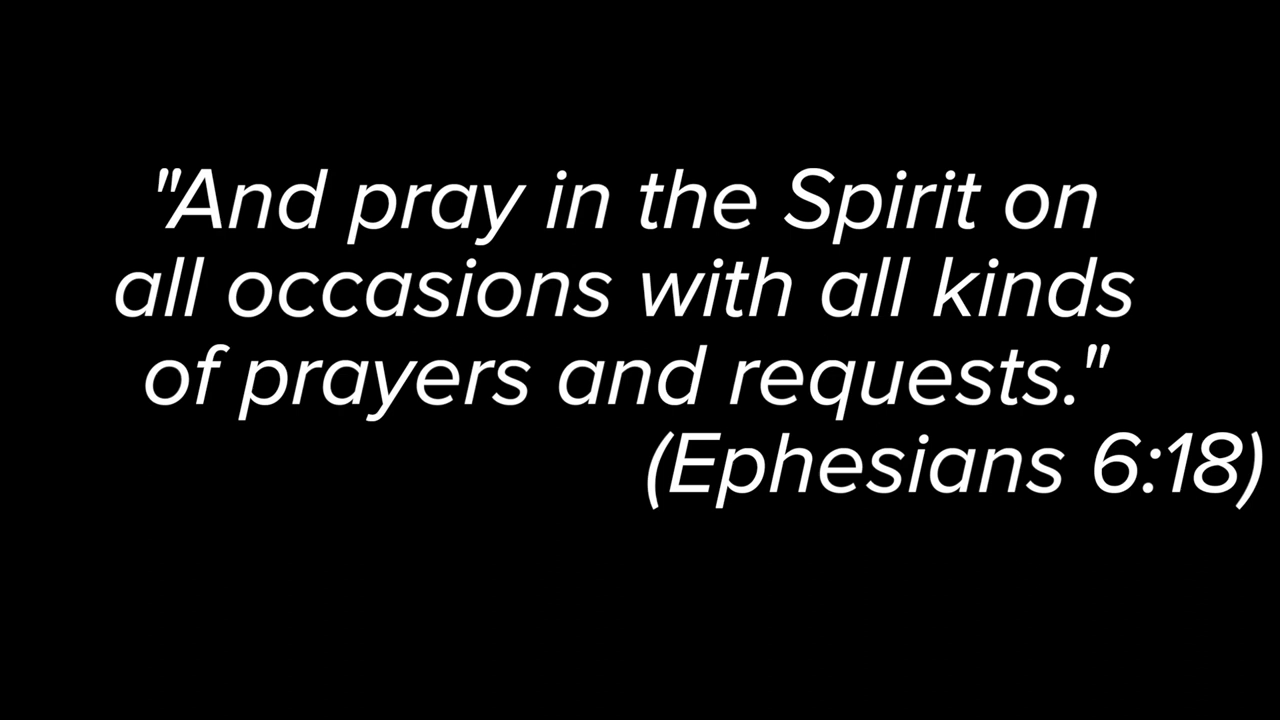 "And pray in the Spirit on
all occasions with all kinds
of prayers and requests."
(Ephesians 6:18)